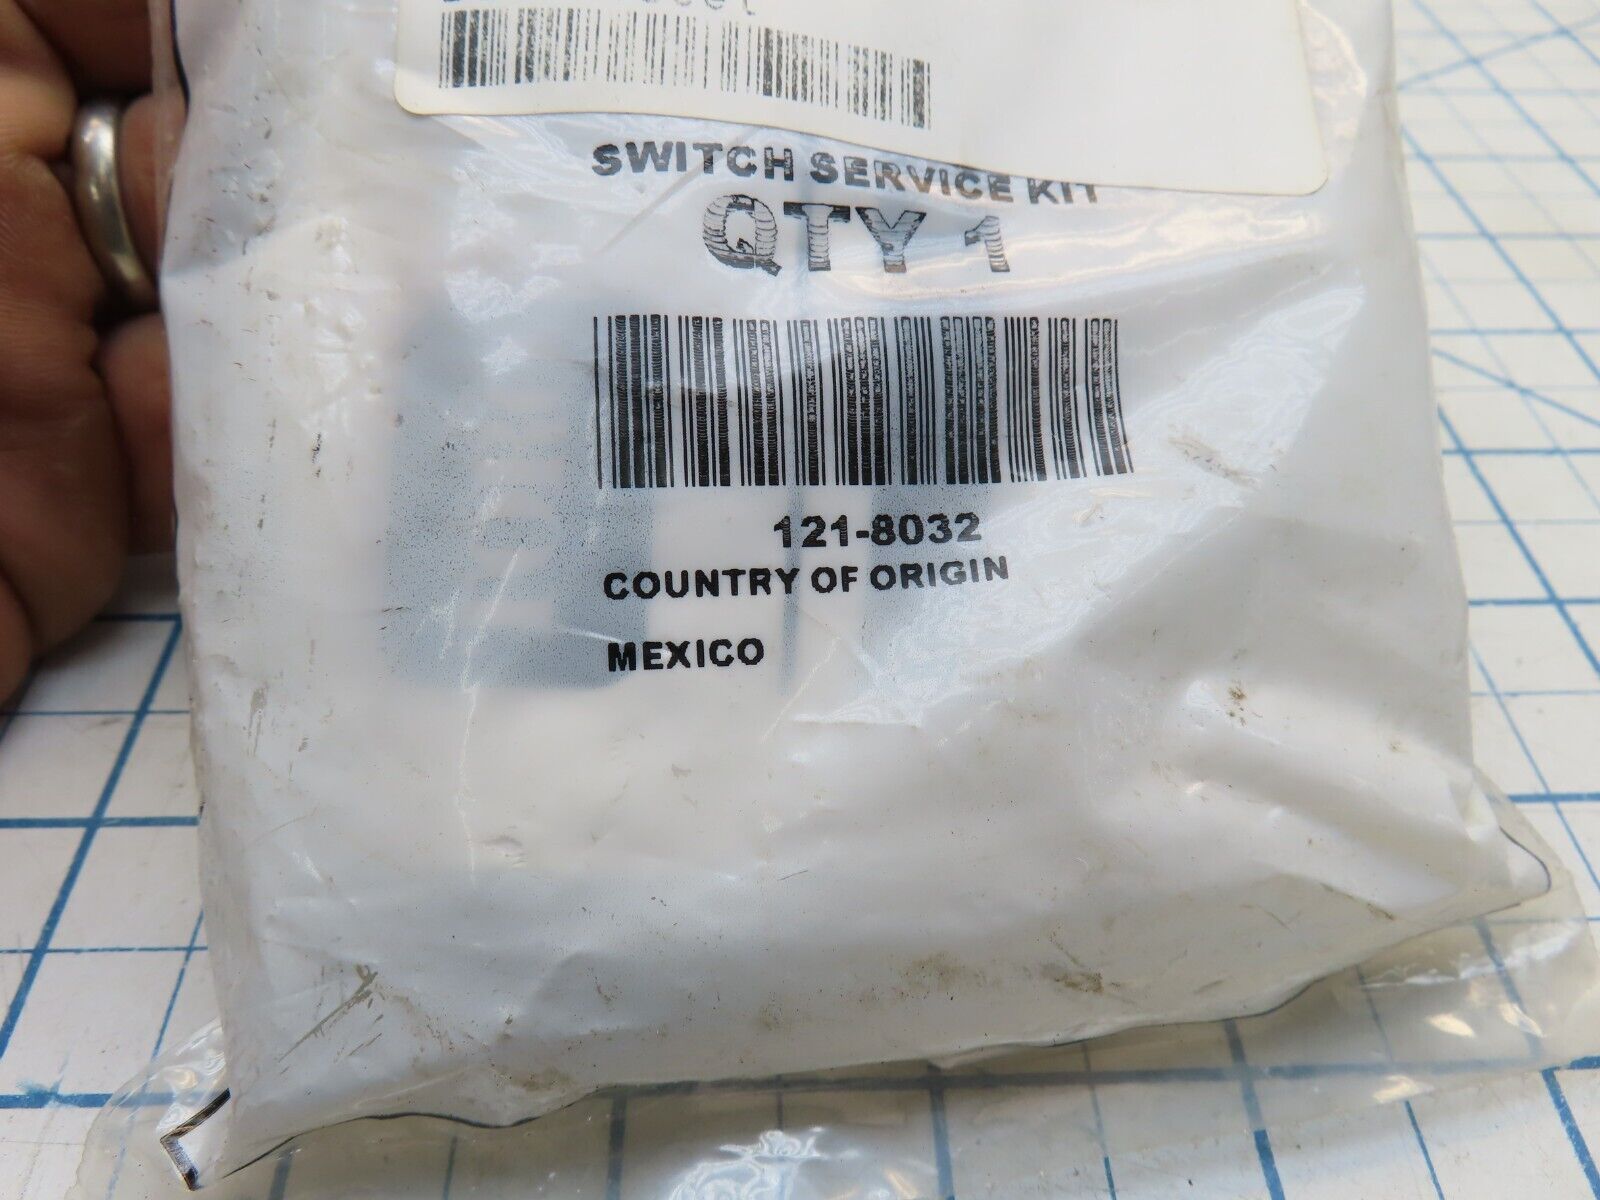 SWITCH SERVICE KIT
QTY 1
121-8032
COUNTRY OF ORIGIN
MEXICO